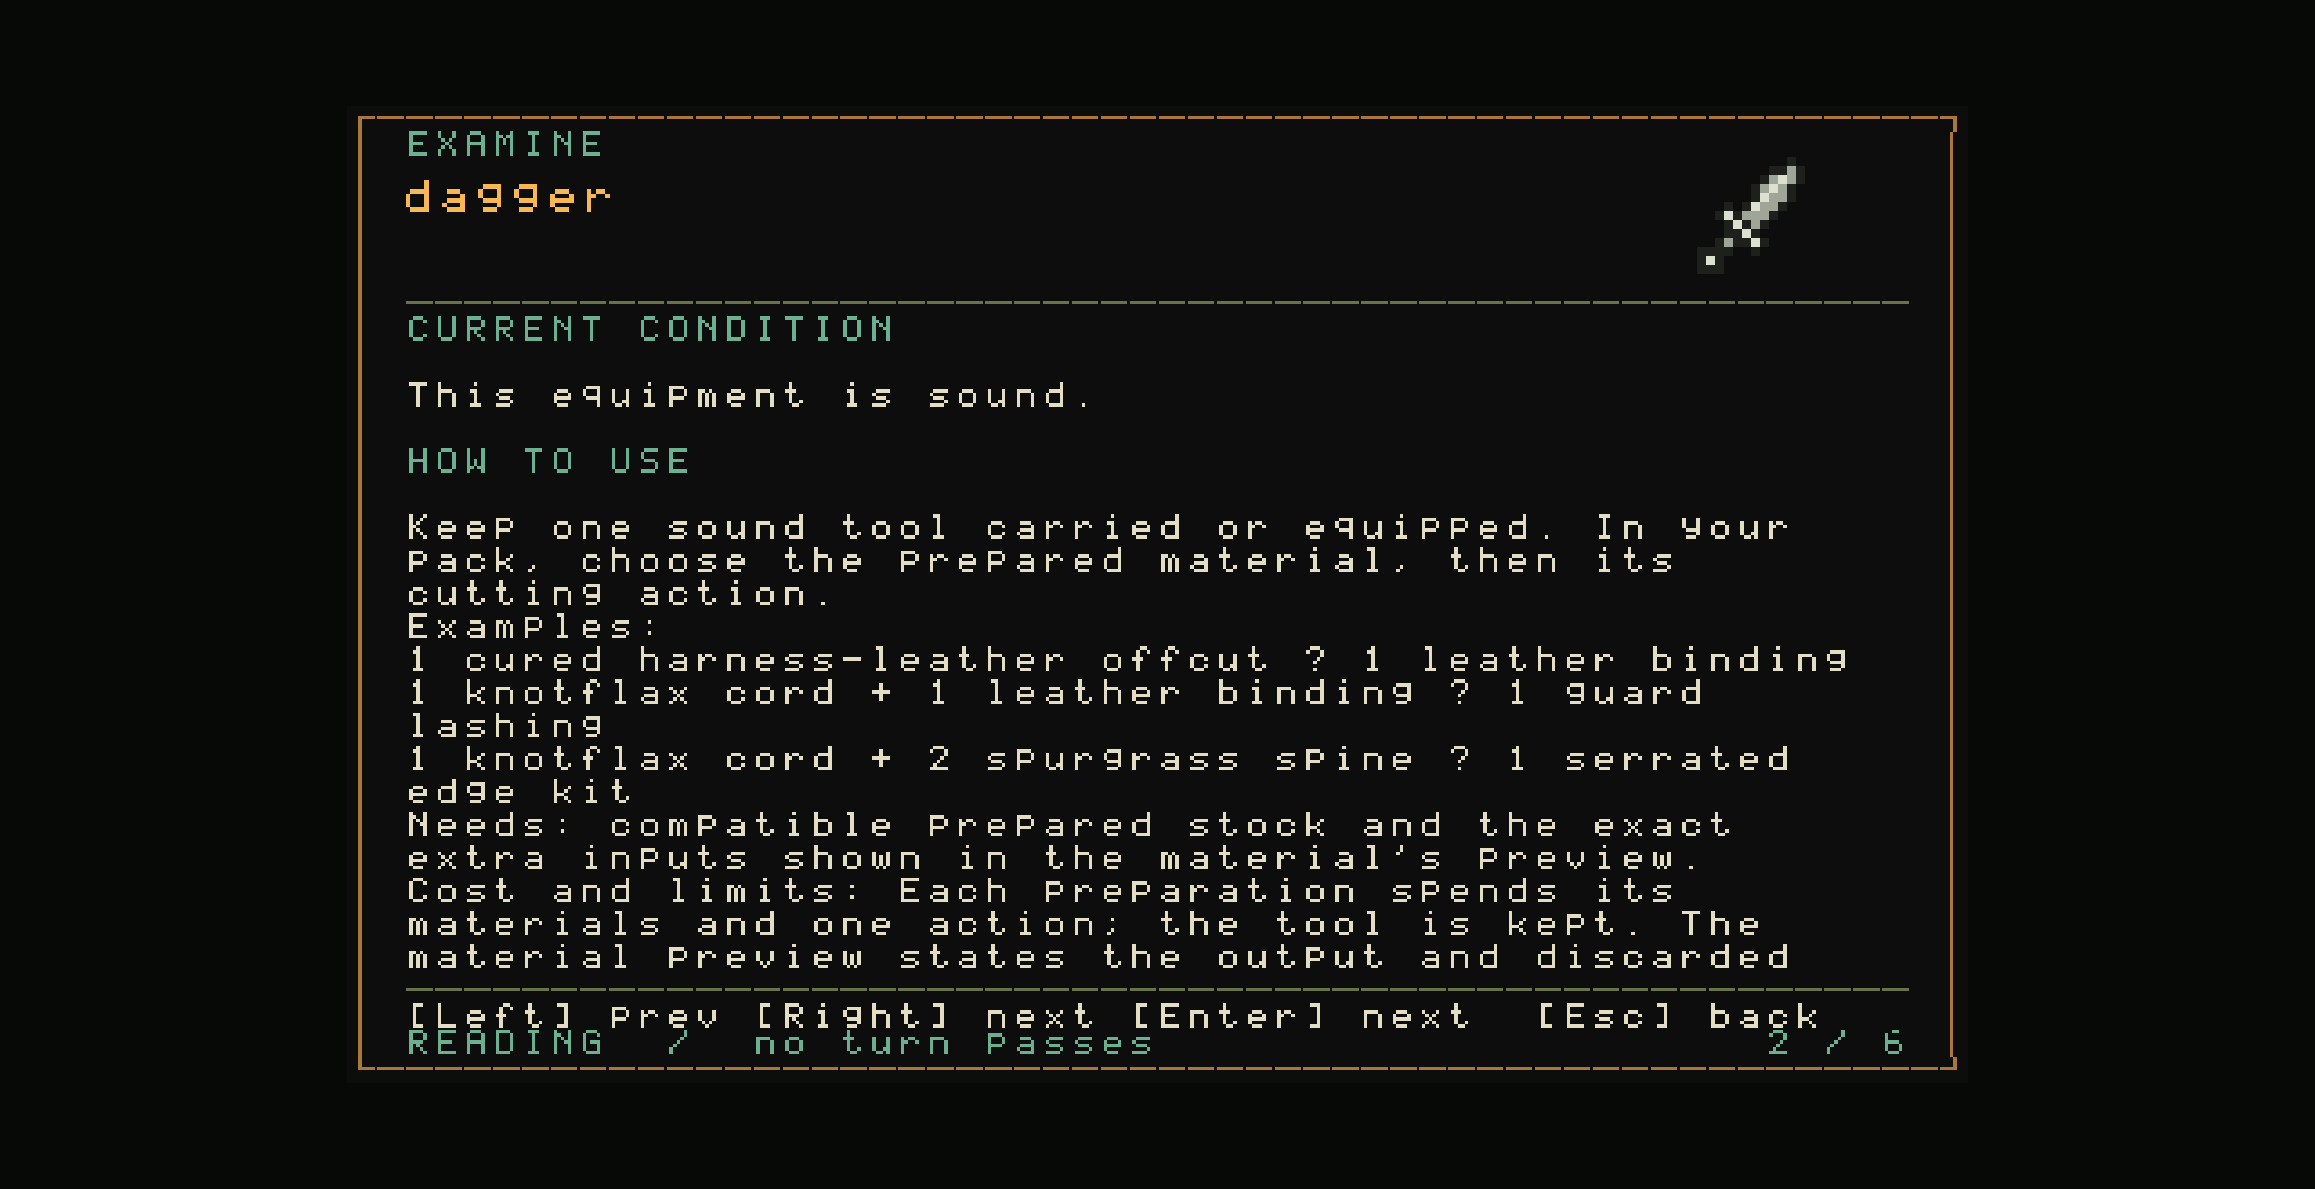 EXAMINE
dagger
CURRENT CONDITION
This equipment is sound.
HOW TO USE
Keep one sound tool carried or equipped. In your
pack, choose the prepared material, then its
cutting action.
Examples:
1 cured harness-leather offcut ? 1 leather binding
1 knotflax cord + 1 leather binding ? 1 guard
lashing
1 knotflax cord + 2 spurgrass spine ? 1 serrated
edge kit
Needs: compatible prepared stock and the exact
extra inputs shown in the material's preview.
Cost and limits: Each preparation spends its
materials and one action; the tool is kept. The
material preview states the output and discarded
[Left] prev [Right] next [Enter] next [Esc] back
READING / no turn passes 2 / 6